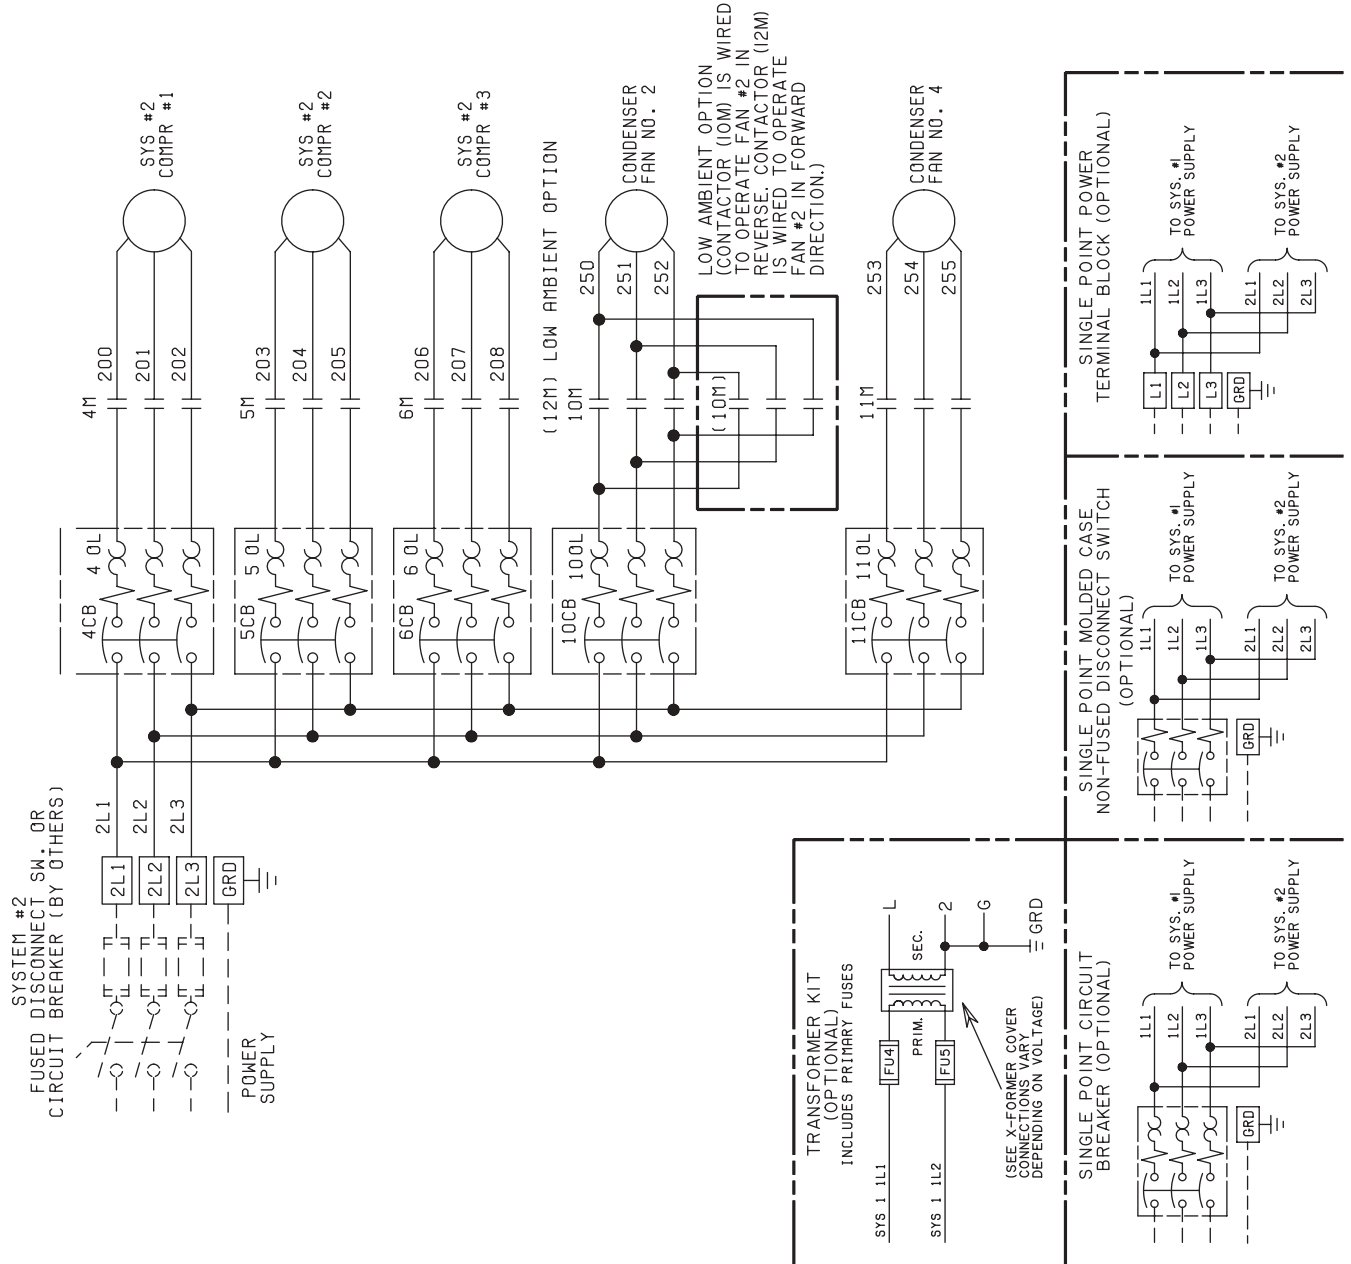 SYSTEM #2
FUSED DISCONNECT SW. OR
CIRCUIT BREAKER (BY OTHERS)
POWER
SUPPLY
2L1
2L2
2L3
GRD
2L1
2L2
2L3
4CB
4 OL
4M
200
201
202
SYS #2
COMPR #1
5CB
5 OL
5M
203
204
205
SYS #2
COMPR #2
6CB
6 OL
6M
206
207
208
SYS #2
COMPR #3
10CB
10OL
(12M) LOW AMBIENT OPTION
10M
250
251
252
CONDENSER
FAN NO. 2
(10M)
LOW AMBIENT OPTION
(CONTACTOR (10M) IS WIRED
TO OPERATE FAN #2 IN
REVERSE. CONTACTOR (12M)
IS WIRED TO OPERATE
FAN #2 IN FORWARD
DIRECTION.)
11CB
11OL
11M
253
254
255
CONDENSER
FAN NO. 4
TRANSFORMER KIT
(OPTIONAL)
INCLUDES PRIMARY FUSES
SYS 1 1L1
SYS 1 1L2
FU4
FU5
PRIM.
SEC.
L
2
G
GRD
(SEE X-FORMER COVER
CONNECTIONS VARY
DEPENDING ON VOLTAGE)
SINGLE POINT CIRCUIT
BREAKER (OPTIONAL)
GRD
1L1
1L2
1L3
2L1
2L2
2L3
TO SYS. #1
POWER SUPPLY
TO SYS. #2
POWER SUPPLY
SINGLE POINT MOLDED CASE
NON-FUSED DISCONNECT SWITCH
(OPTIONAL)
GRD
1L1
1L2
1L3
2L1
2L2
2L3
TO SYS. #1
POWER SUPPLY
TO SYS. #2
POWER SUPPLY
SINGLE POINT POWER
TERMINAL BLOCK (OPTIONAL)
L1
L2
L3
GRD
1L1
1L2
1L3
2L1
2L2
2L3
TO SYS. #1
POWER SUPPLY
TO SYS. #2
POWER SUPPLY